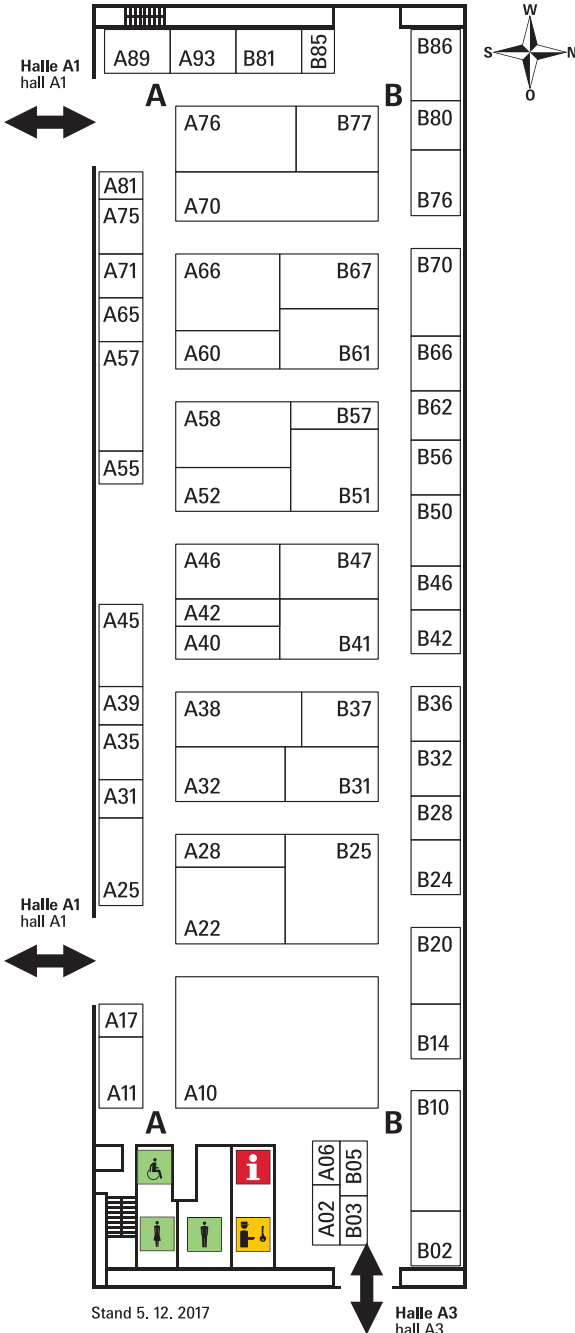 W
S
N
O
A89
A93
B81
B85
B86
Halle A1
hall A1
A
B
A76
B77
B80
A70
B76
A81
A75
A71
A66
B67
B70
A65
A60
B61
B66
A57
A58
B57
B62
A55
A52
B51
B56
B50
A46
B47
B46
A45
A42
A40
B41
B42
A39
A38
B37
B36
A35
A32
B31
B32
A31
A28
B25
B28
A25
A22
B24
Halle A1
hall A1
B20
A17
B14
A11
A10
B10
A
B
i
A06
B05
A02
B03
B02
Stand 5. 12. 2017
Halle A3
hall A3